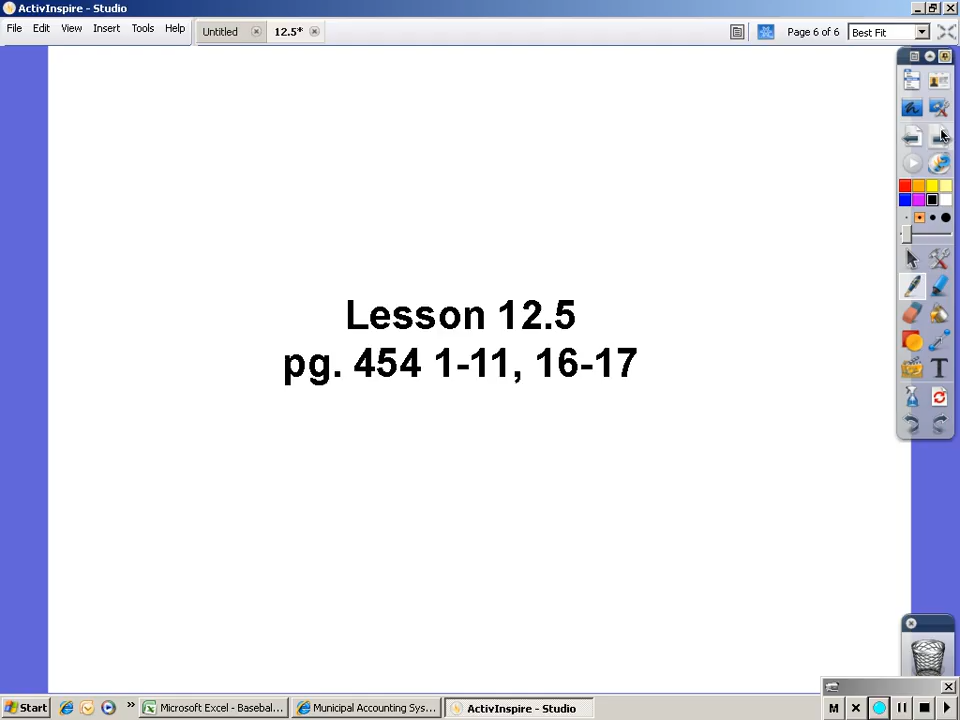 ActivInspire - Studio
File Edit View Insert Tools Help
Untitled
12.5*
Page 6 of 6
Best Fit
Lesson 12.5
pg. 454 1-11, 16-17
T
Start
»
Microsoft Excel - Basebal...
Municipal Accounting Sys...
ActivInspire - Studio
M